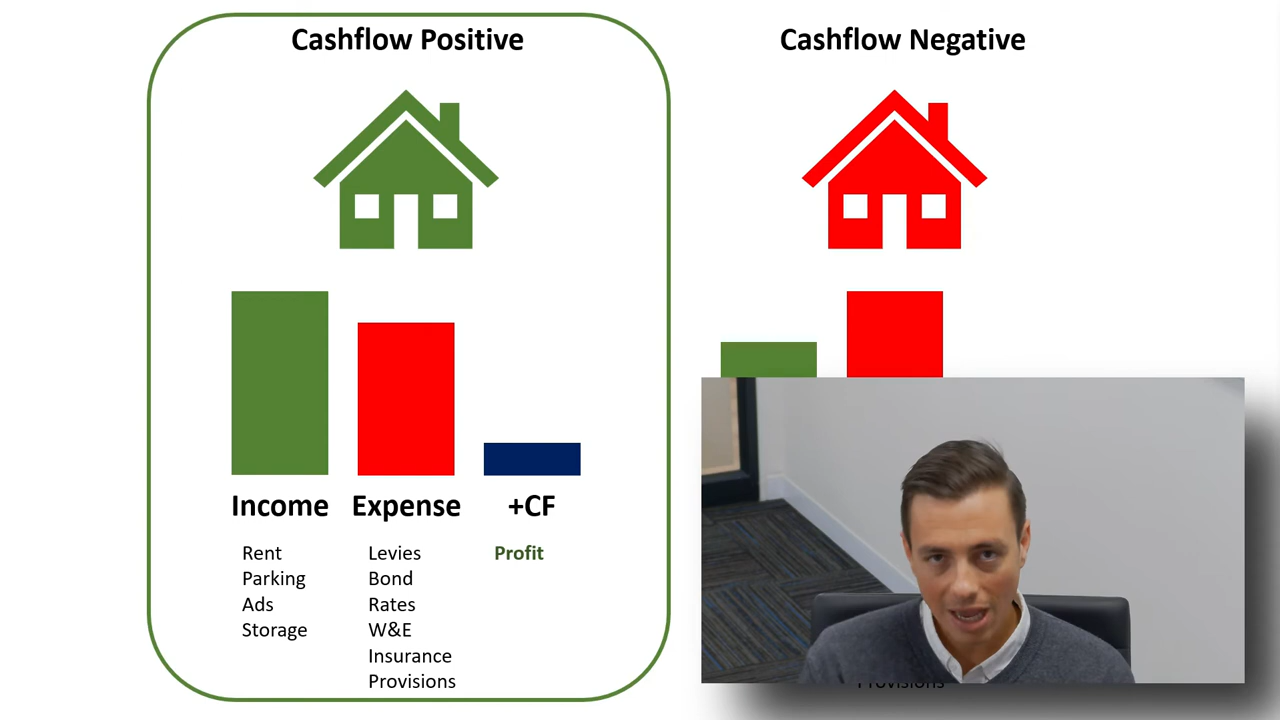 Cashflow Positive
Income Expense +CF
Rent Levies Profit
Parking Bond
Ads Rates
Storage W&E
Insurance
Provisions
Cashflow Negative